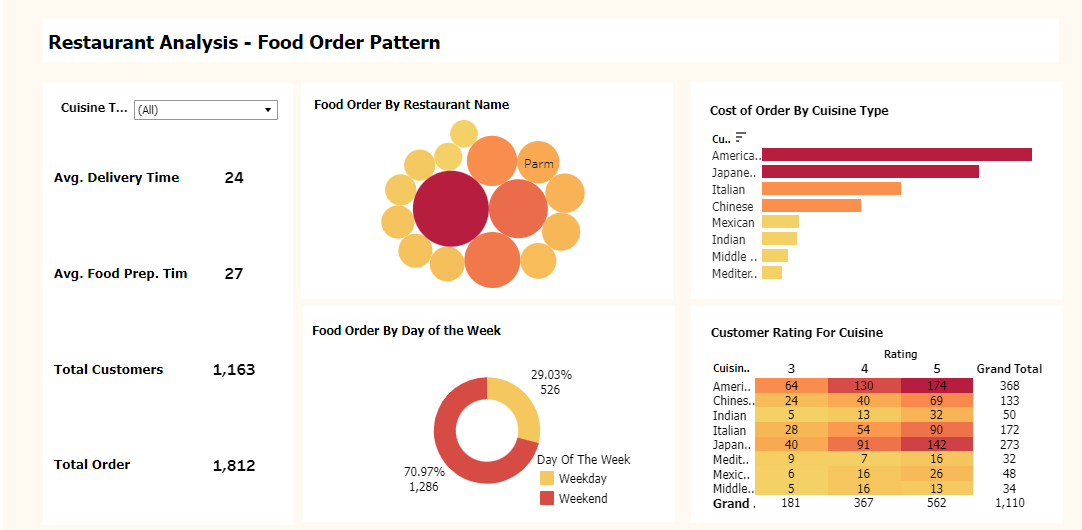 Restaurant Analysis - Food Order Pattern
Cuisine T... (All)
Avg. Delivery Time 24
Avg. Food Prep. Tim 27
Total Customers 1,163
Total Order 1,812
Food Order By Restaurant Name
Parm
Cost of Order By Cuisine Type
Cu..
America..
Japane..
Italian
Chinese
Mexican
Indian
Middle ..
Mediter..
Food Order By Day of the Week
29.03%
526
70.97%
1,286
Day Of The Week
Weekday
Weekend
Customer Rating For Cuisine
Rating
Cuisin.. 3 4 5 Grand Total
Ameri.. 64 130 174 368
Chines.. 24 40 69 133
Indian 5 13 32 50
Italian 28 54 90 172
Japan.. 40 91 142 273
Medit.. 9 7 16 32
Mexic.. 6 16 26 48
Middle.. 5 16 13 34
Grand . 181 367 562 1,110